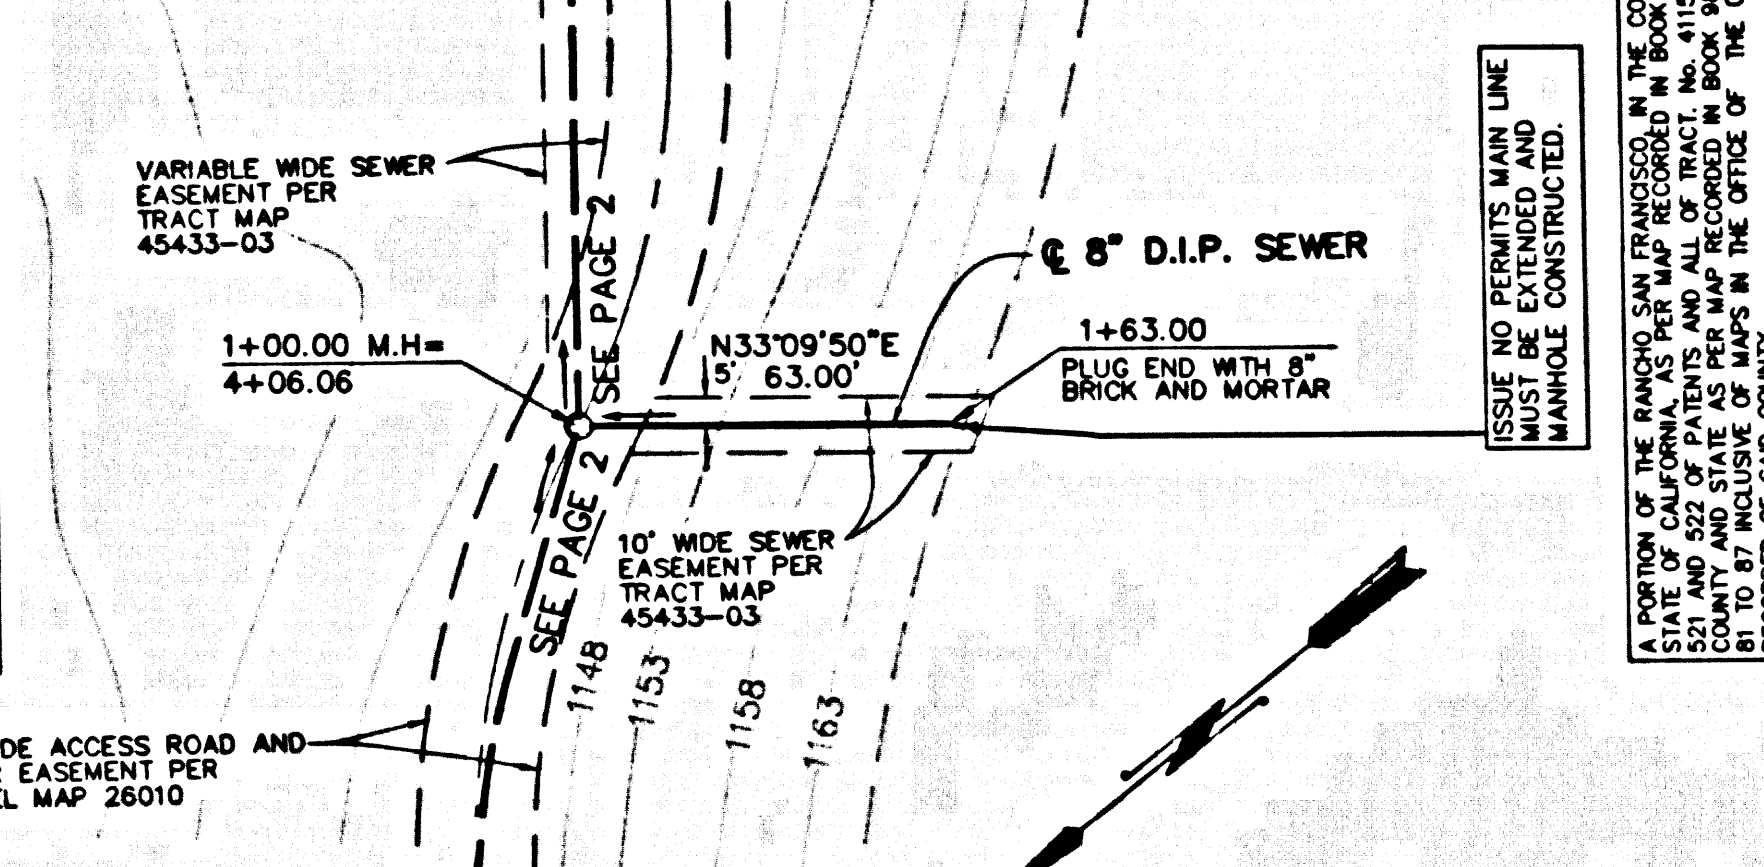 VARIABLE WIDE SEWER
EASEMENT PER
TRACT MAP
45433-03
1+00.00 M.H=
4+06.06
SEE PAGE 2
SEE PAGE 2
N33°09'50"E
5' 63.00'
℄ 8" D.I.P. SEWER
1+63.00
PLUG END WITH 8"
BRICK AND MORTAR
10' WIDE SEWER
EASEMENT PER
TRACT MAP
45433-03
1148
1153
1158
1163
DE ACCESS ROAD AND
EASEMENT PER
MAP 26010
ISSUE NO PERMITS MAIN LINE
MUST BE EXTENDED AND
MANHOLE CONSTRUCTED.
A PORTION OF THE RANCHO SAN FRANCISCO, IN THE CO
STATE OF CALIFORNIA, AS PER MAP RECORDED IN BOOK
521 AND 522 OF PATENTS AND ALL OF TRACT. No. 4115
COUNTY AND STATE AS PER MAP RECORDED IN BOOK 9
81 TO 87 INCLUSIVE OF MAPS IN THE OFFICE OF THE